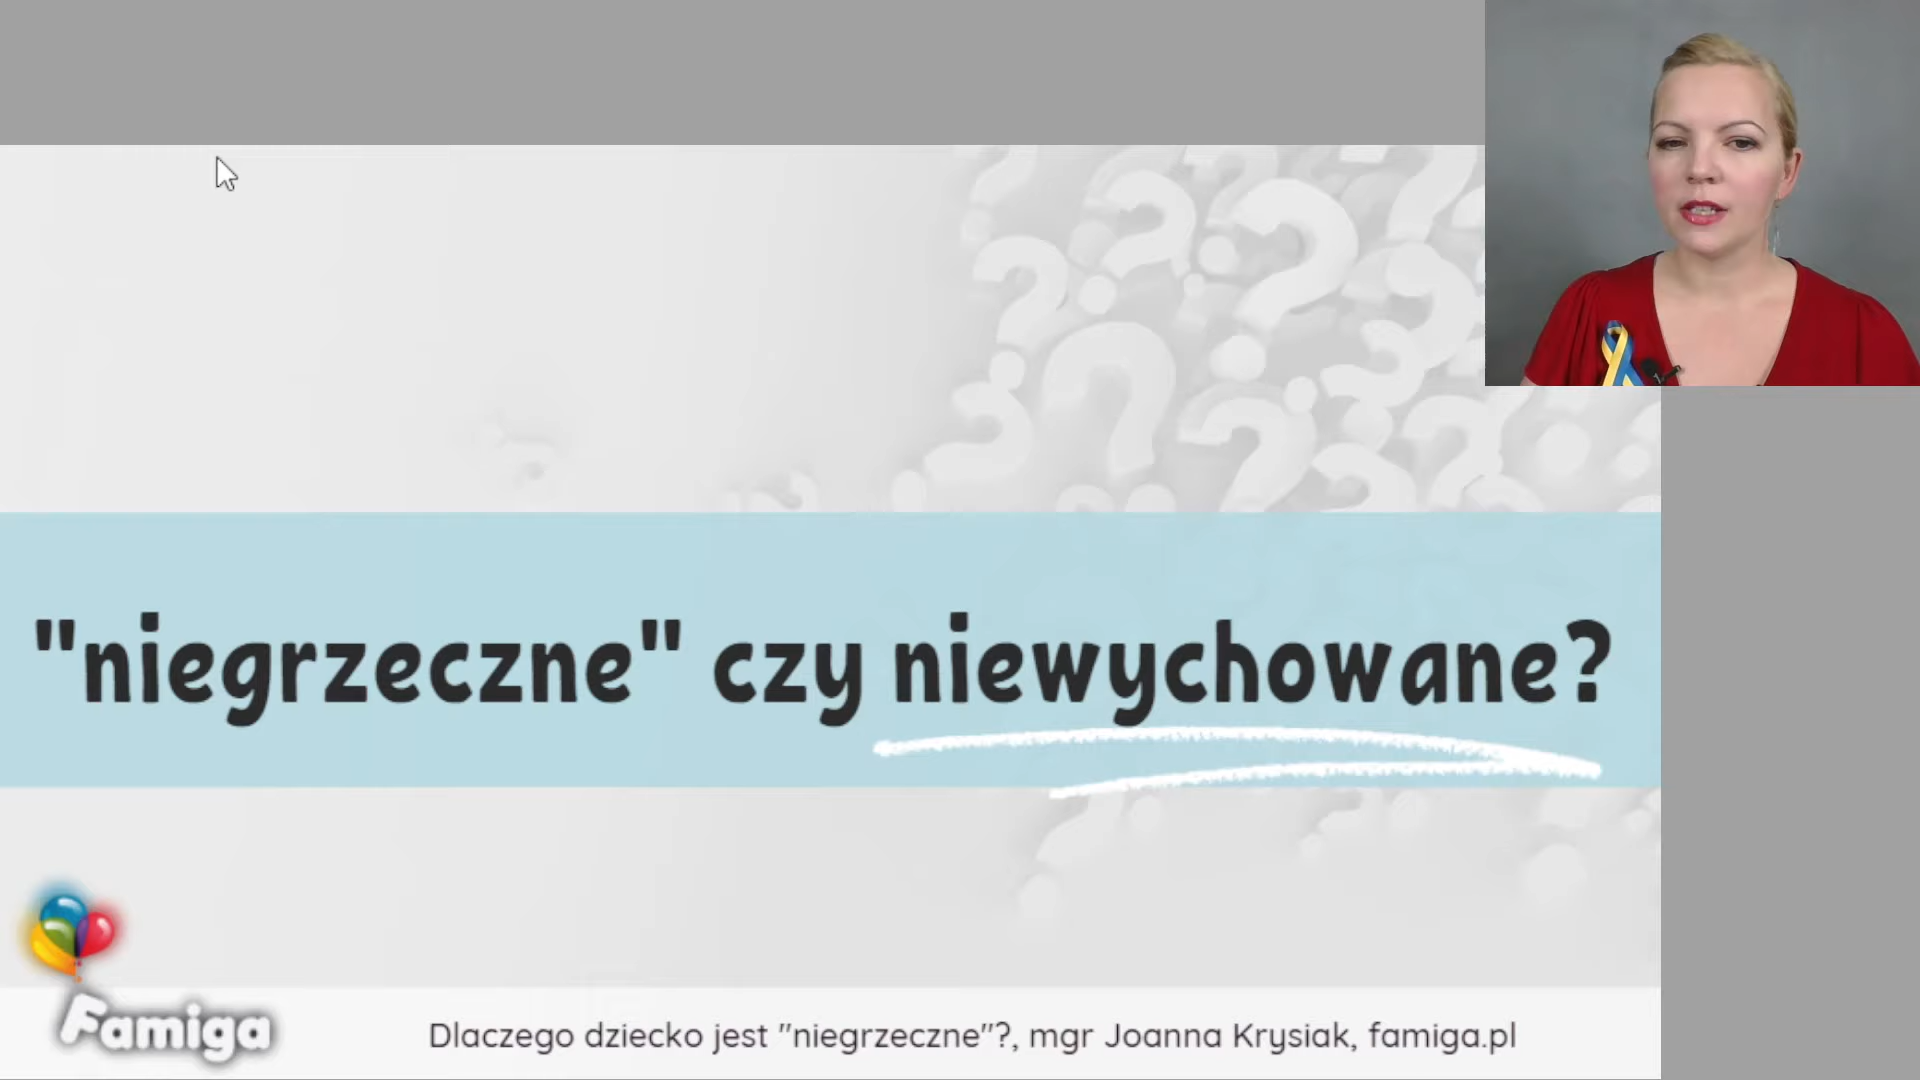 "niegrzeczne" czy niewychowane?
Famiga
Dlaczego dziecko jest "niegrzeczne"?, mgr Joanna Krysiak, famiga.pl